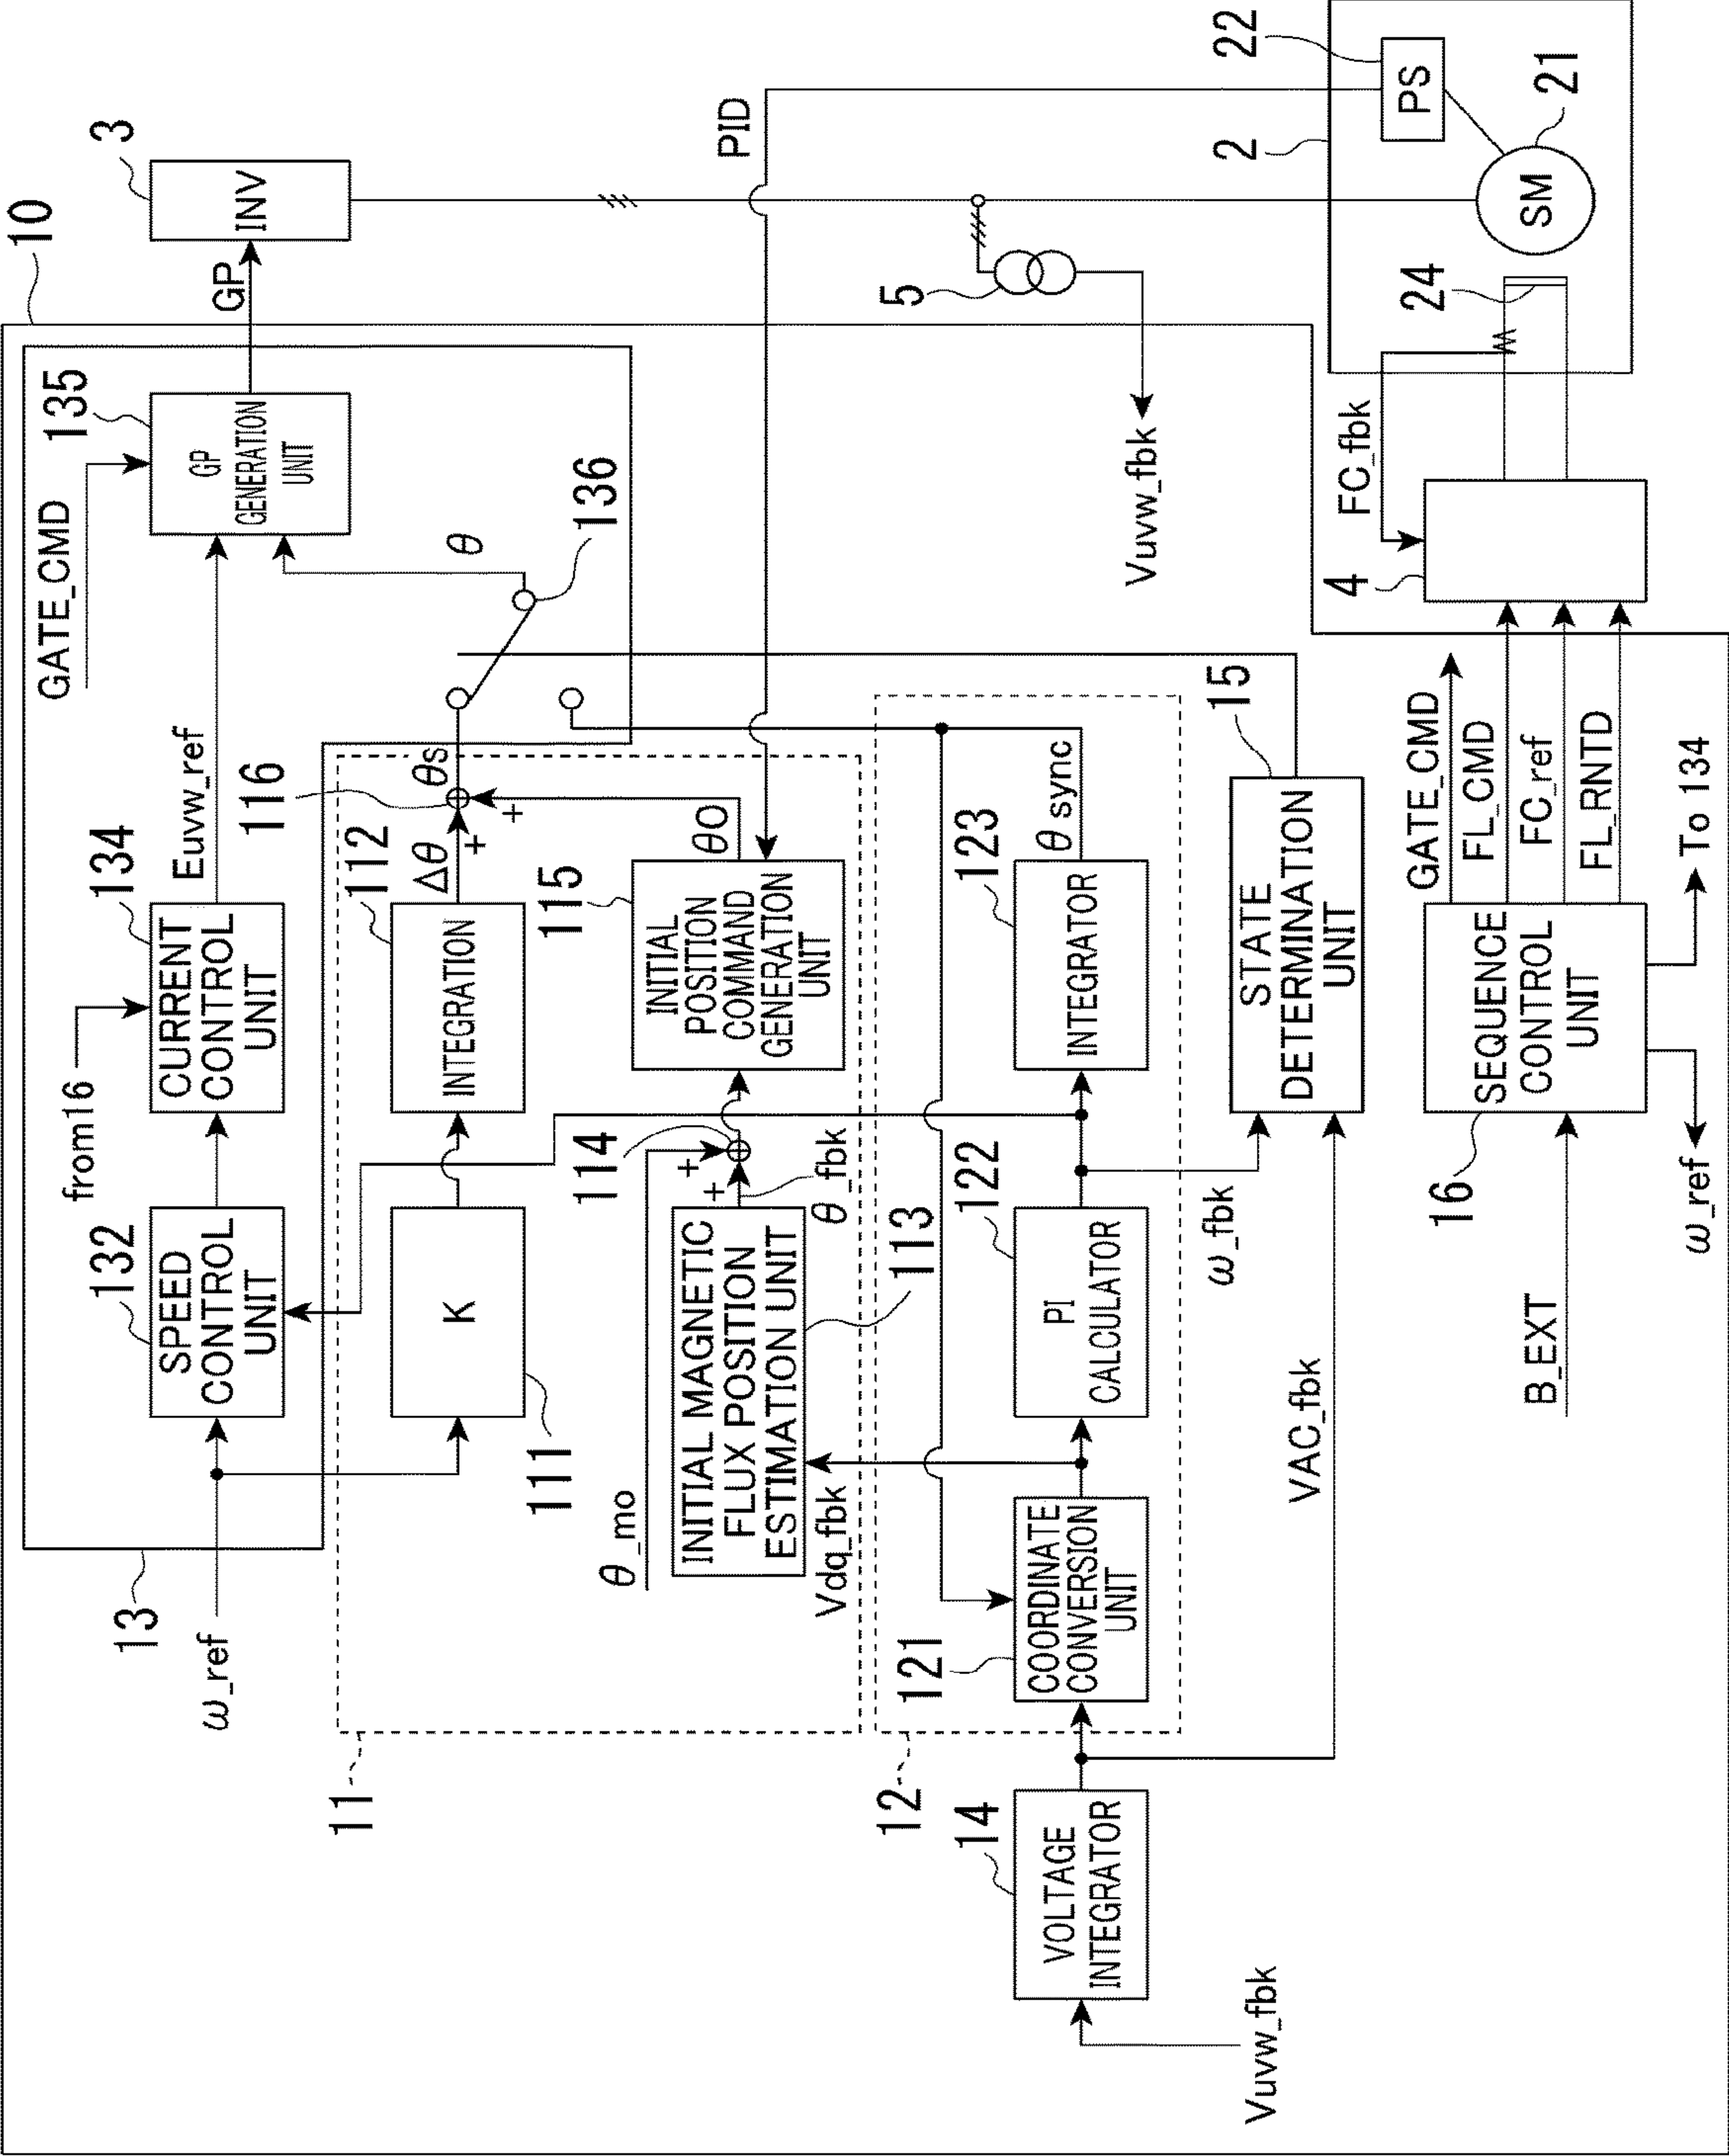 10
3
INV
GP
135
GP
GENERATION
UNIT
GATE_CMD
136
θ
Euvw_ref
134
CURRENT
CONTROL
UNIT
from16
132
SPEED
CONTROL
UNIT
13
ω_ref
116
θs
+
+
Δθ
112
INTEGRATION
K
111
115
θ0
INITIAL
POSITION
COMMAND
GENERATION
UNIT
114
+
+
θ_fbk
θ_mo
INITIAL MAGNETIC
FLUX POSITION
ESTIMATION UNIT
113
Vdq_fbk
11
PID
5
Vuvw_fbk
123
θsync
INTEGRATOR
122
PI
CALCULATOR
121
COORDINATE
CONVERSION
UNIT
12
14
VOLTAGE
INTEGRATOR
Vuvw_fbk
15
STATE
DETERMINATION
UNIT
ω_fbk
VAC_fbk
22
PS
2
SM
21
24
FC_fbk
4
GATE_CMD
FL_CMD
FC_ref
FL_RNTD
SEQUENCE
CONTROL
UNIT
16
To 134
ω_ref
B_EXT